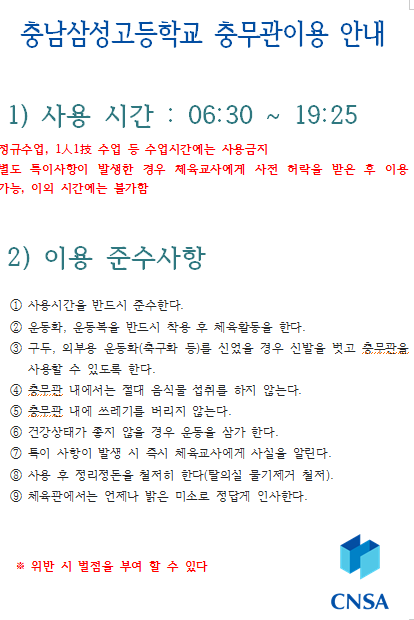 충남삼성고등학교 충무관이용 안내
1) 사용 시간 : 06:30 ~ 19:25
정규수업, 1人1技 수업 등 수업시간에는 사용금지
별도 특이사항이 발생한 경우 체육교사에게 사전 허락을 받은 후 이용
가능, 이외 시간에는 불가함
2) 이용 준수사항
① 사용시간을 반드시 준수한다.
② 운동화, 운동복을 반드시 착용 후 체육활동을 한다.
③ 구두, 외부용 운동화(축구화 등)를 신었을 경우 신발을 벗고 충무관을
사용할 수 있도록 한다.
④ 충무관 내에서는 절대 음식물 섭취를 하지 않는다.
⑤ 충무관 내에 쓰레기를 버리지 않는다.
⑥ 건강상태가 좋지 않을 경우 운동을 삼가 한다.
⑦ 특이 사항이 발생 시 즉시 체육교사에게 사실을 알린다.
⑧ 사용 후 정리정돈을 철저히 한다(탈의실 물기제거 철저).
⑨ 체육관에서는 언제나 밝은 미소로 정답게 인사한다.
※ 위반 시 벌점을 부여 할 수 있다
CNSA